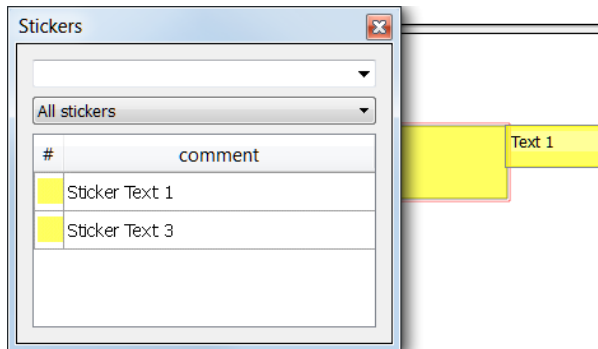 Stickers
All stickers
# comment
Sticker Text 1
Sticker Text 3
Text 1